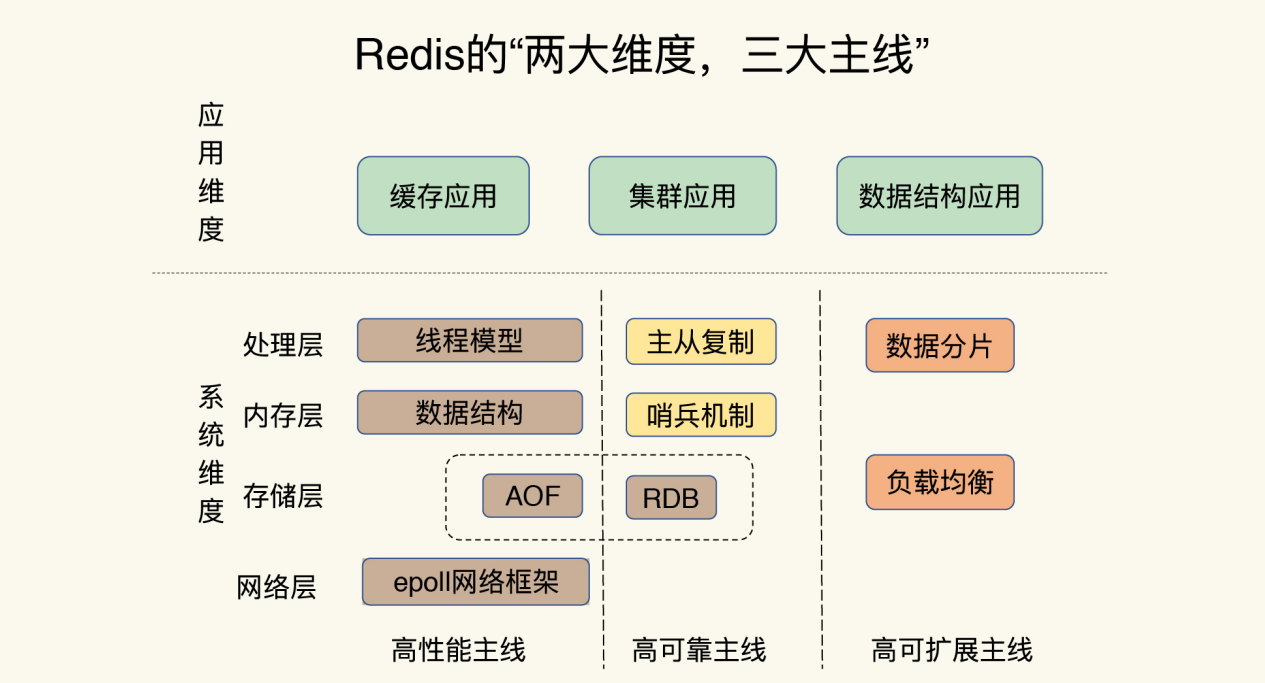 Redis的“两大维度，三大主线”
应用维度
缓存应用
集群应用
数据结构应用
系统维度
处理层
线程模型
主从复制
数据分片
内存层
数据结构
哨兵机制
存储层
AOF
RDB
负载均衡
网络层
epoll网络框架
高性能主线
高可靠主线
高可扩展主线